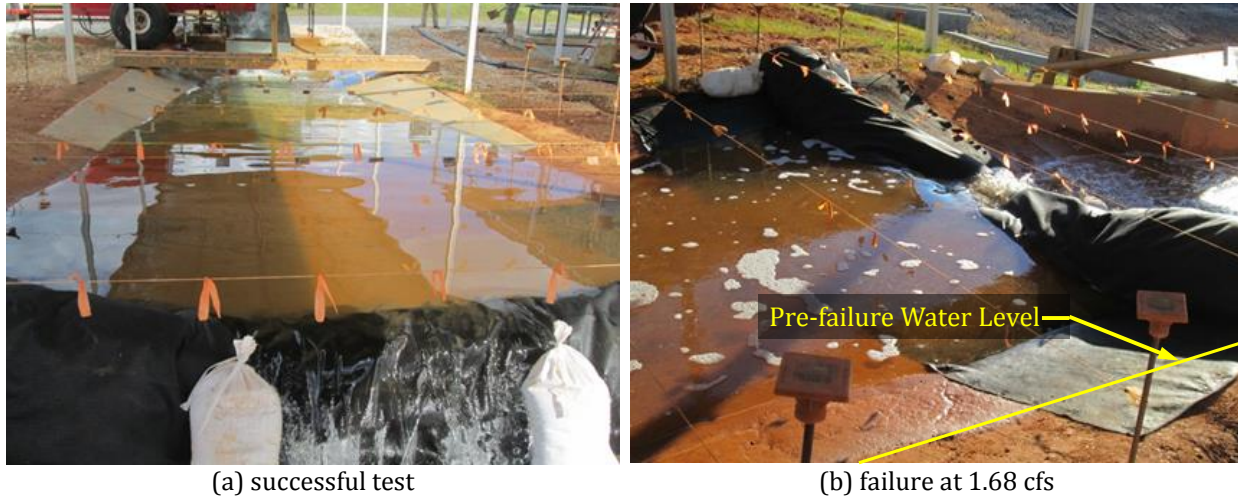 Pre-failure Water Level
(a) successful test
(b) failure at 1.68 cfs